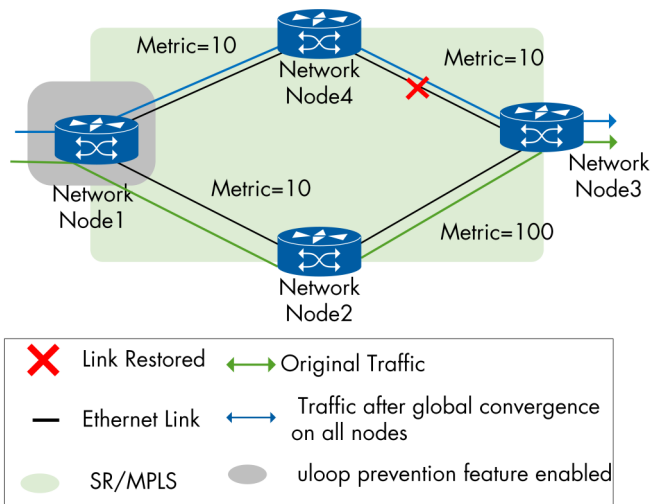 Metric=10
Network
Node4
Metric=10
Network
Node1
Network
Node3
Metric=10
Metric=100
Network
Node2
Link Restored
Original Traffic
Ethernet Link
Traffic after global convergence
on all nodes
SR/MPLS
uloop prevention feature enabled